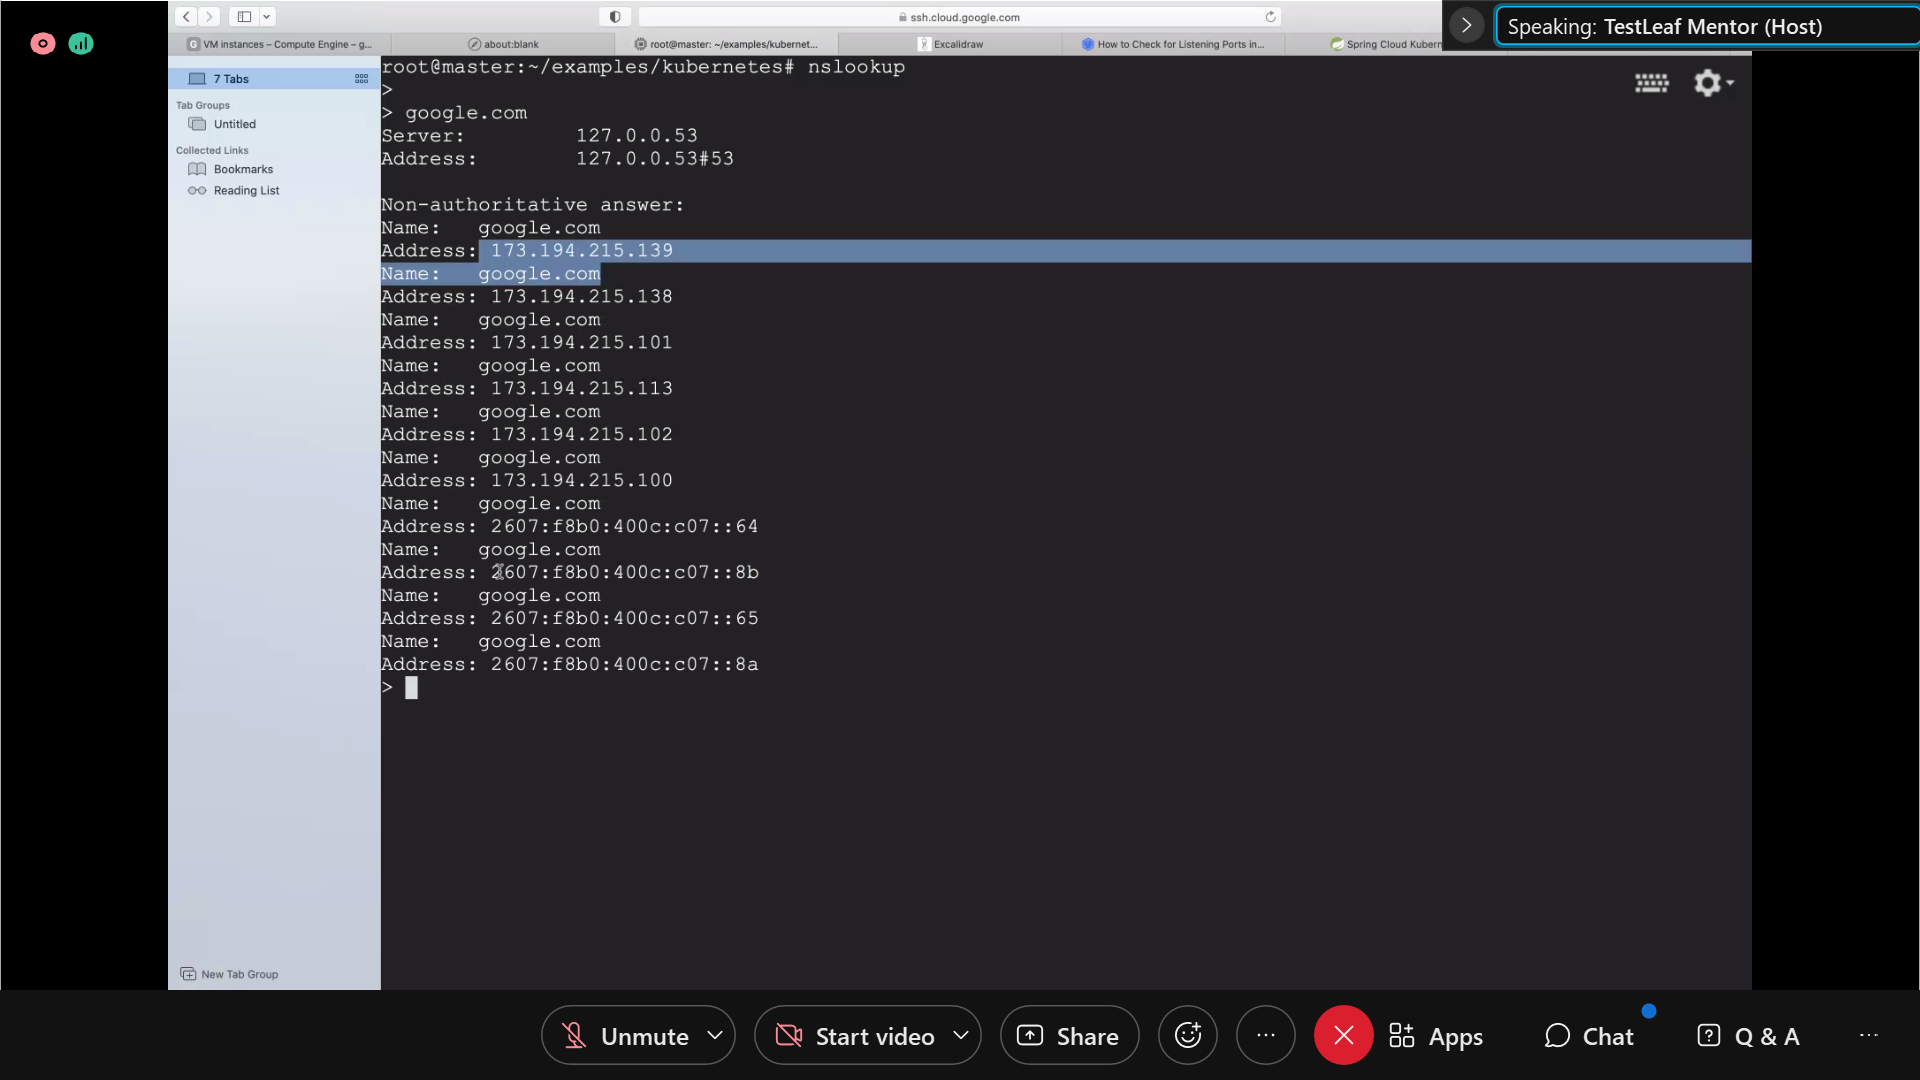 ssh.cloud.google.com
Speaking: TestLeaf Mentor (Host)
VM instances – Compute Engine – g...
about:blank
root@master: ~/examples/kubernet...
Excalidraw
How to Check for Listening Ports in...
Spring Cloud Kubern
7 Tabs
Tab Groups
Untitled
Collected Links
Bookmarks
Reading List
New Tab Group
root@master:~/examples/kubernetes# nslookup
>
> google.com
Server: 127.0.0.53
Address: 127.0.0.53#53
Non-authoritative answer:
Name: google.com
Address: 173.194.215.139
Name: google.com
Address: 173.194.215.138
Name: google.com
Address: 173.194.215.101
Name: google.com
Address: 173.194.215.113
Name: google.com
Address: 173.194.215.102
Name: google.com
Address: 173.194.215.100
Name: google.com
Address: 2607:f8b0:400c:c07::64
Name: google.com
Address: 2607:f8b0:400c:c07::8b
Name: google.com
Address: 2607:f8b0:400c:c07::65
Name: google.com
Address: 2607:f8b0:400c:c07::8a
>
Unmute
Start video
Share
Apps
Chat
Q & A